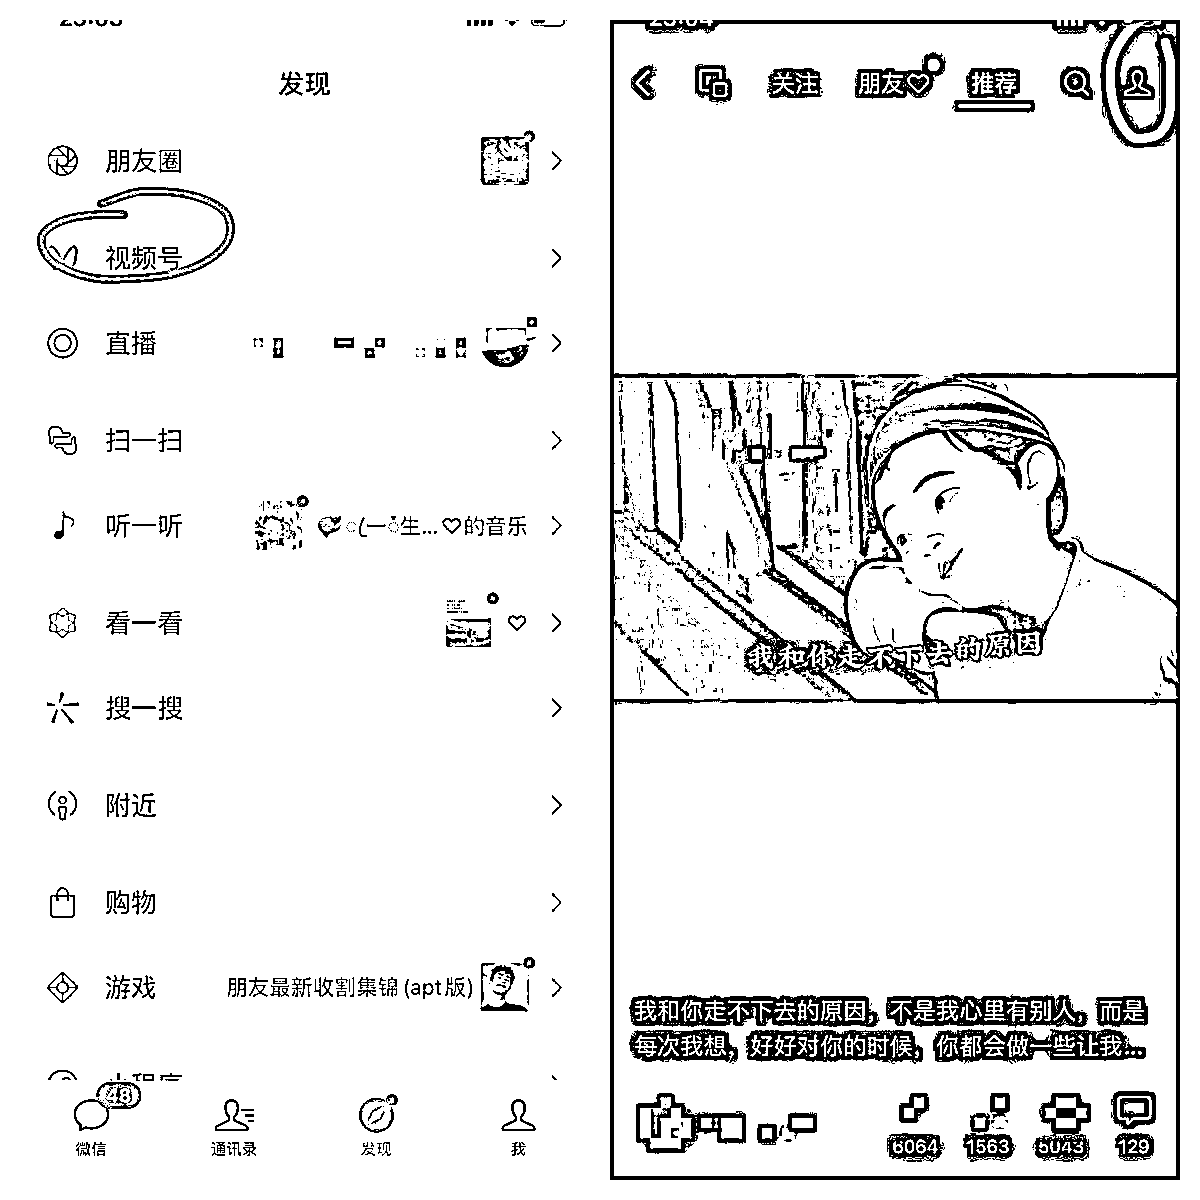 发现
朋友圈
视频号
直播
扫一扫
听一听
生...♡的音乐
看一看
搜一搜
附近
购物
游戏 朋友最新收割集锦 (apt版)
48
微信 通讯录 发现 我
关注 朋友♡ 推荐
我和你走不下去的原因
我和你走不下去的原因，不是我心里有别人，而是
每次我想，好好对你的时候，你都会做一些让我...
6064 1563 5043 129